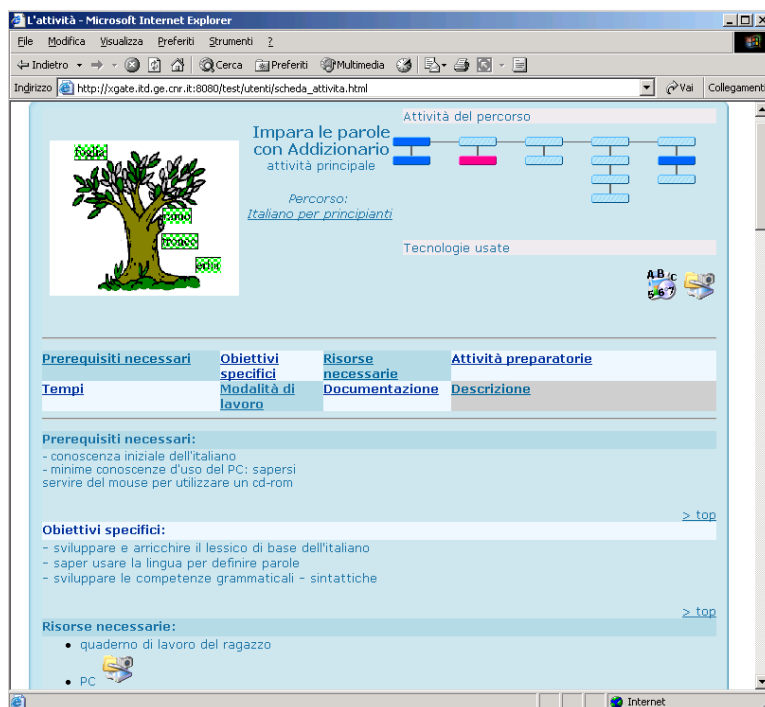 L'attività - Microsoft Internet Explorer
File Modifica Visualizza Preferiti Strumenti ?
Indietro Cerca Preferiti Multimedia
Indirizzo http://xgate.itd.ge.cnr.it:8080/test/utenti/scheda_attivita.html Vai Collegamenti
Attività del percorso
Impara le parole
con Addizionario
attività principale
Percorso:
Italiano per principianti
foglia
ramo
tronco
Tecnologie usate
A B C
5 6 7
Prerequisiti necessari Obiettivi specifici Risorse necessarie Attività preparatorie
Tempi Modalità di lavoro Documentazione Descrizione
Prerequisiti necessari:
- conoscenza iniziale dell'italiano
- minime conoscenze d'uso del PC: sapersi
servire del mouse per utilizzare un cd-rom
> top
Obiettivi specifici:
- sviluppare e arricchire il lessico di base dell'italiano
- saper usare la lingua per definire parole
- sviluppare le competenze grammaticali - sintattiche
> top
Risorse necessarie:
• quaderno di lavoro del ragazzo
• PC
Internet